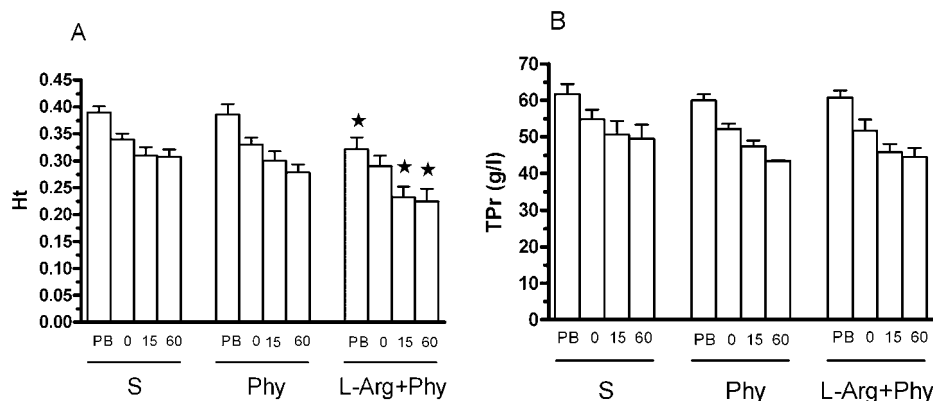 A
Ht
0.45
0.40
0.35
0.30
0.25
0.20
0.15
0.10
0.05
0.00
PB 0 15 60 PB 0 15 60 PB 0 15 60
S Phy L-Arg+Phy
B
TPr (g/l)
70
60
50
40
30
20
10
0
PB 0 15 60 PB 0 15 60 PB 0 15 60
S Phy L-Arg+Phy